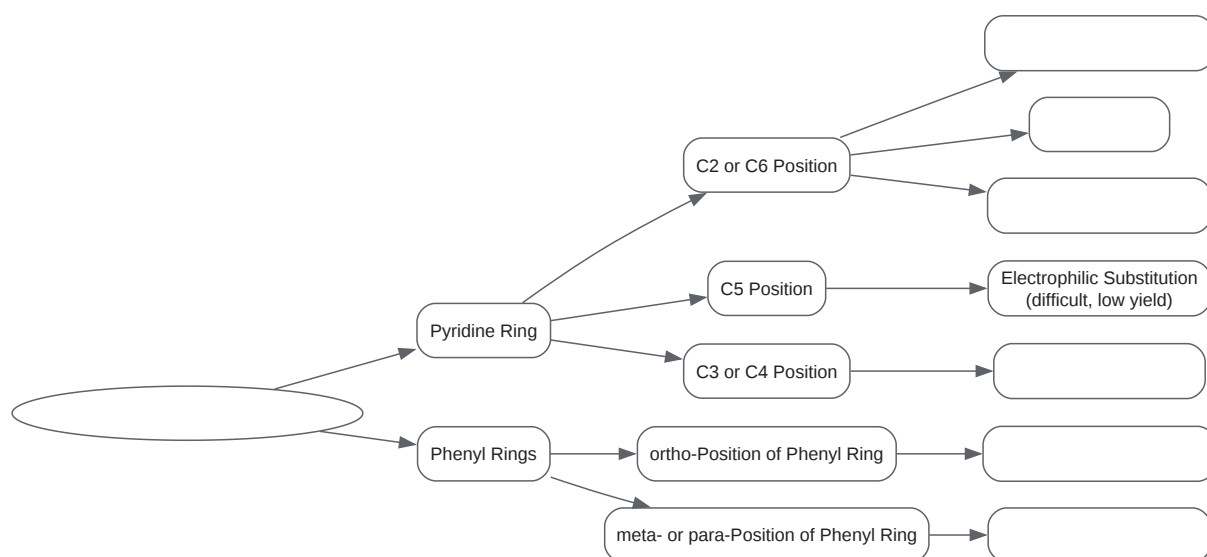 C2 or C6 Position
C5 Position
Electrophilic Substitution
(difficult, low yield)
Pyridine Ring
C3 or C4 Position
Phenyl Rings
ortho-Position of Phenyl Ring
meta- or para-Position of Phenyl Ring